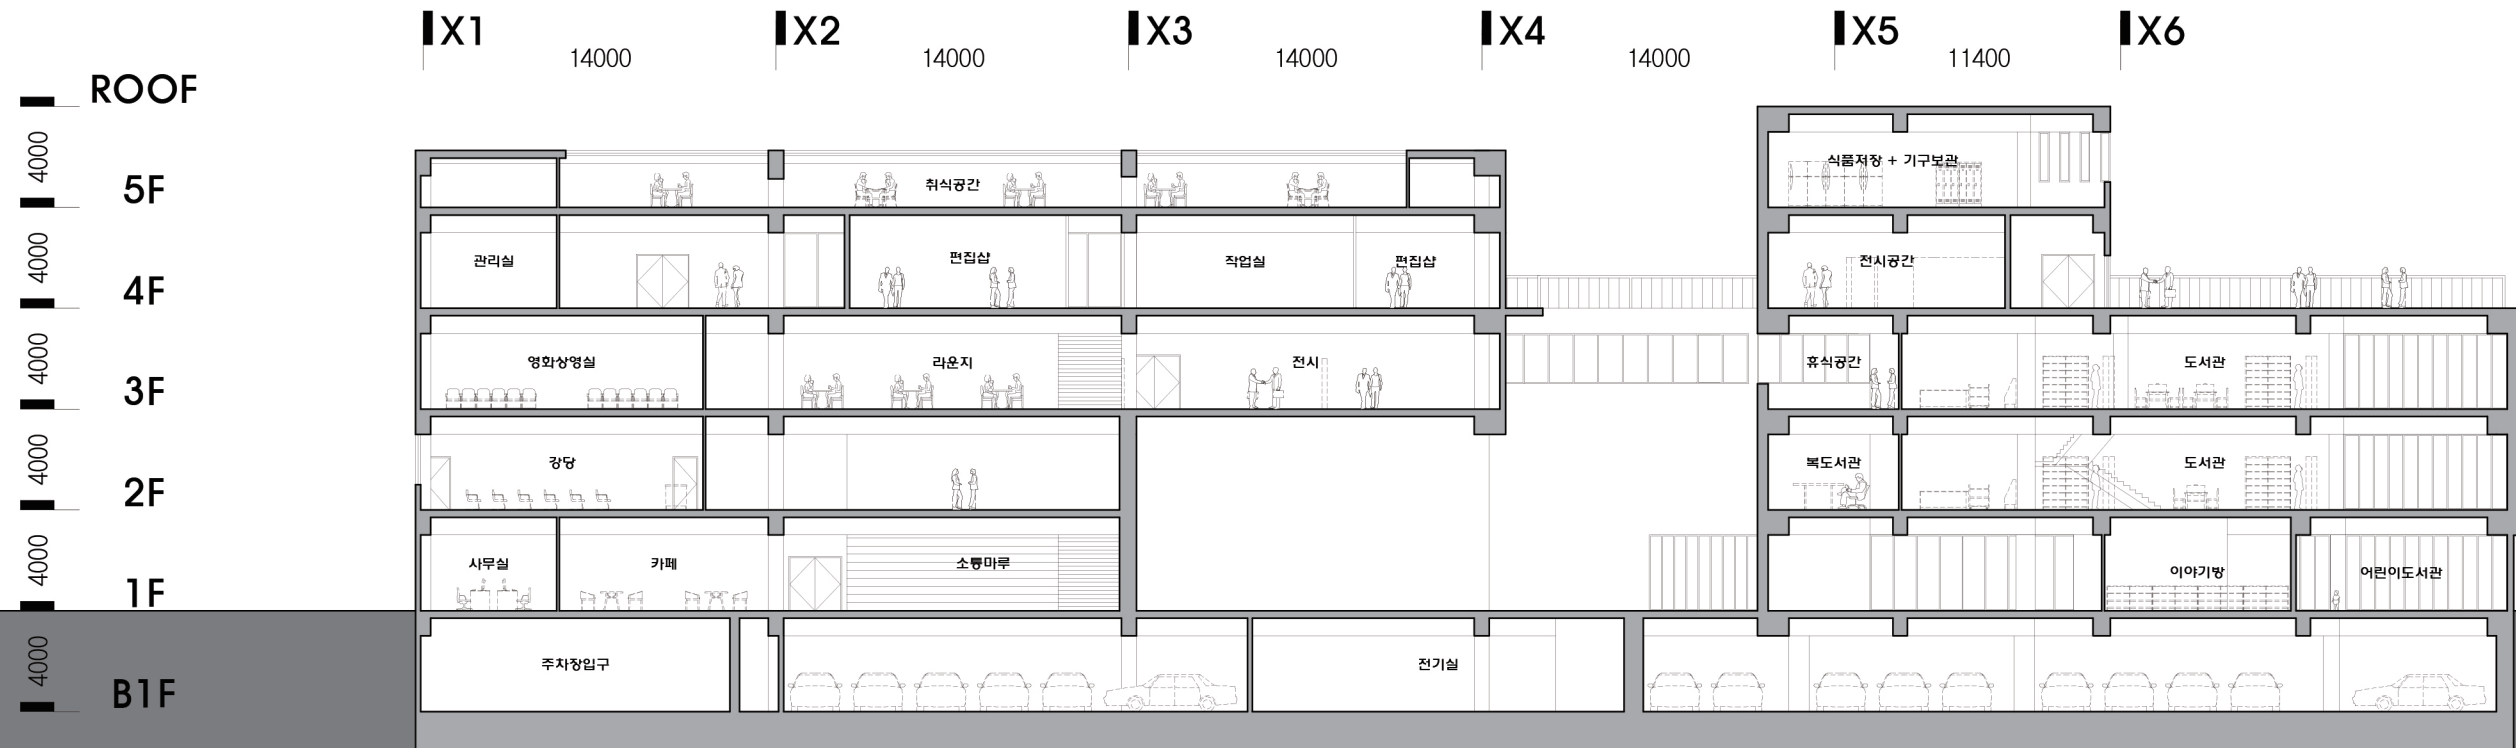 X1 X2 X3 X4 X5 X6
14000 14000 14000 14000 11400
ROOF
4000
5F
식품저장 + 기구보관
취식공간
4000
4F
관리실 편집샵 작업실 편집샵 전시공간
4000
3F
영화상영실 라운지 전시 휴식공간 도서관
4000
2F
강당 복도서관 도서관
4000
1F
사무실 카페 소통마루 이야기방 어린이도서관
4000
B1F
주차장입구 전기실